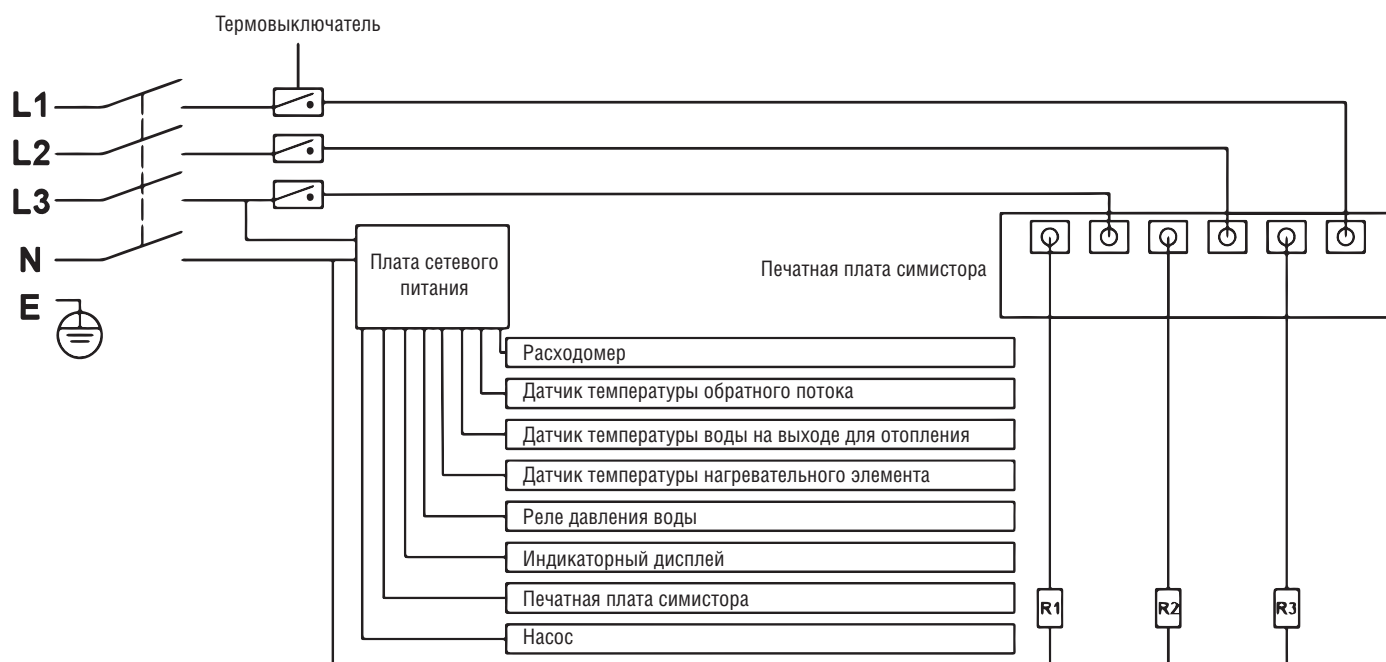 Термовыключатель
L1
L2
L3
N
E
Плата сетевого
питания
Печатная плата симистора
Расходомер
Датчик температуры обратного потока
Датчик температуры воды на выходе для отопления
Датчик температуры нагревательного элемента
Реле давления воды
Индикаторный дисплей
Печатная плата симистора
Насос
R1
R2
R3